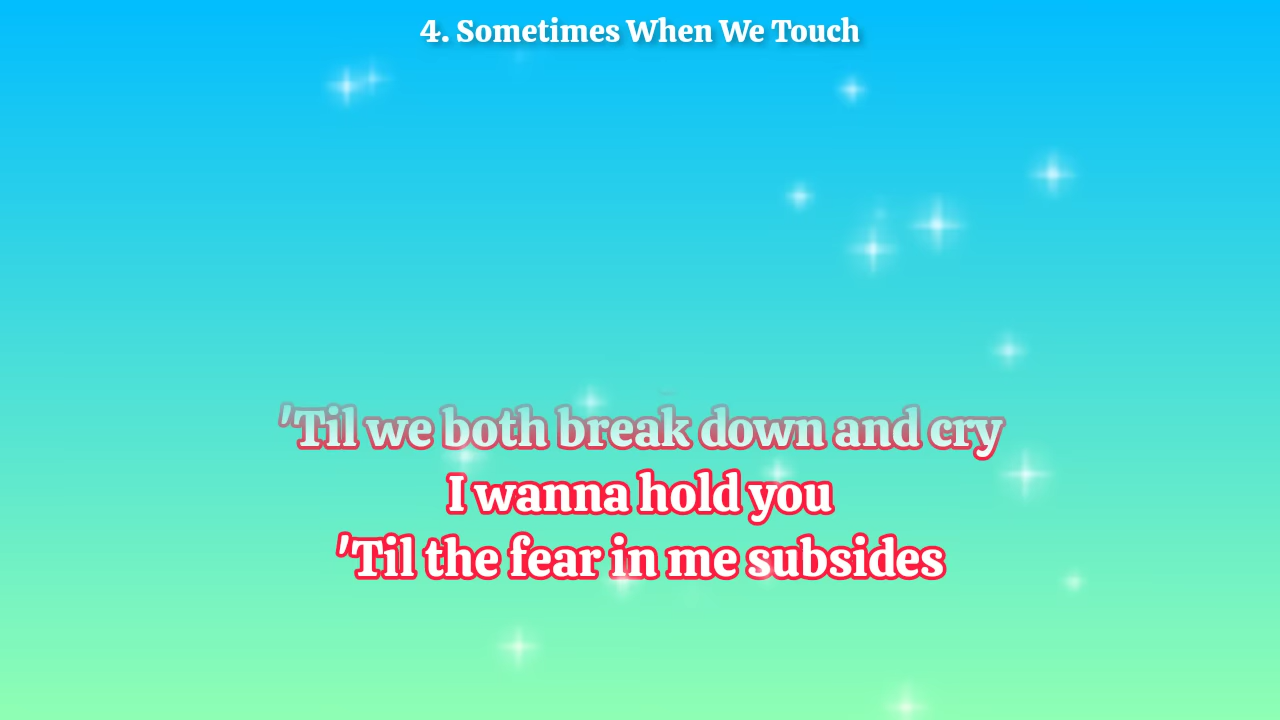 4. Sometimes When We Touch
'Til we both break down and cry
I wanna hold you
'Til the fear in me subsides